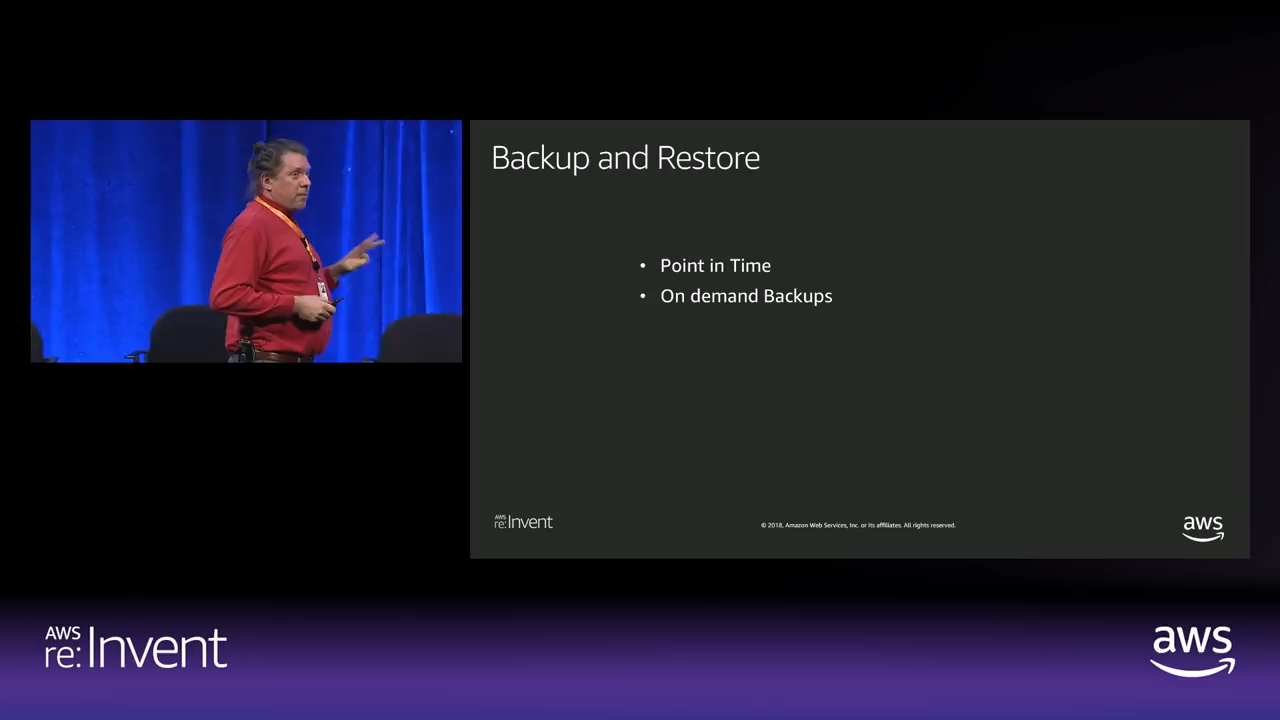 Backup and Restore
• Point in Time
• On demand Backups
AWS
re:Invent
© 2018, Amazon Web Services, Inc. or its affiliates. All rights reserved.
aws
AWS
re:Invent
aws